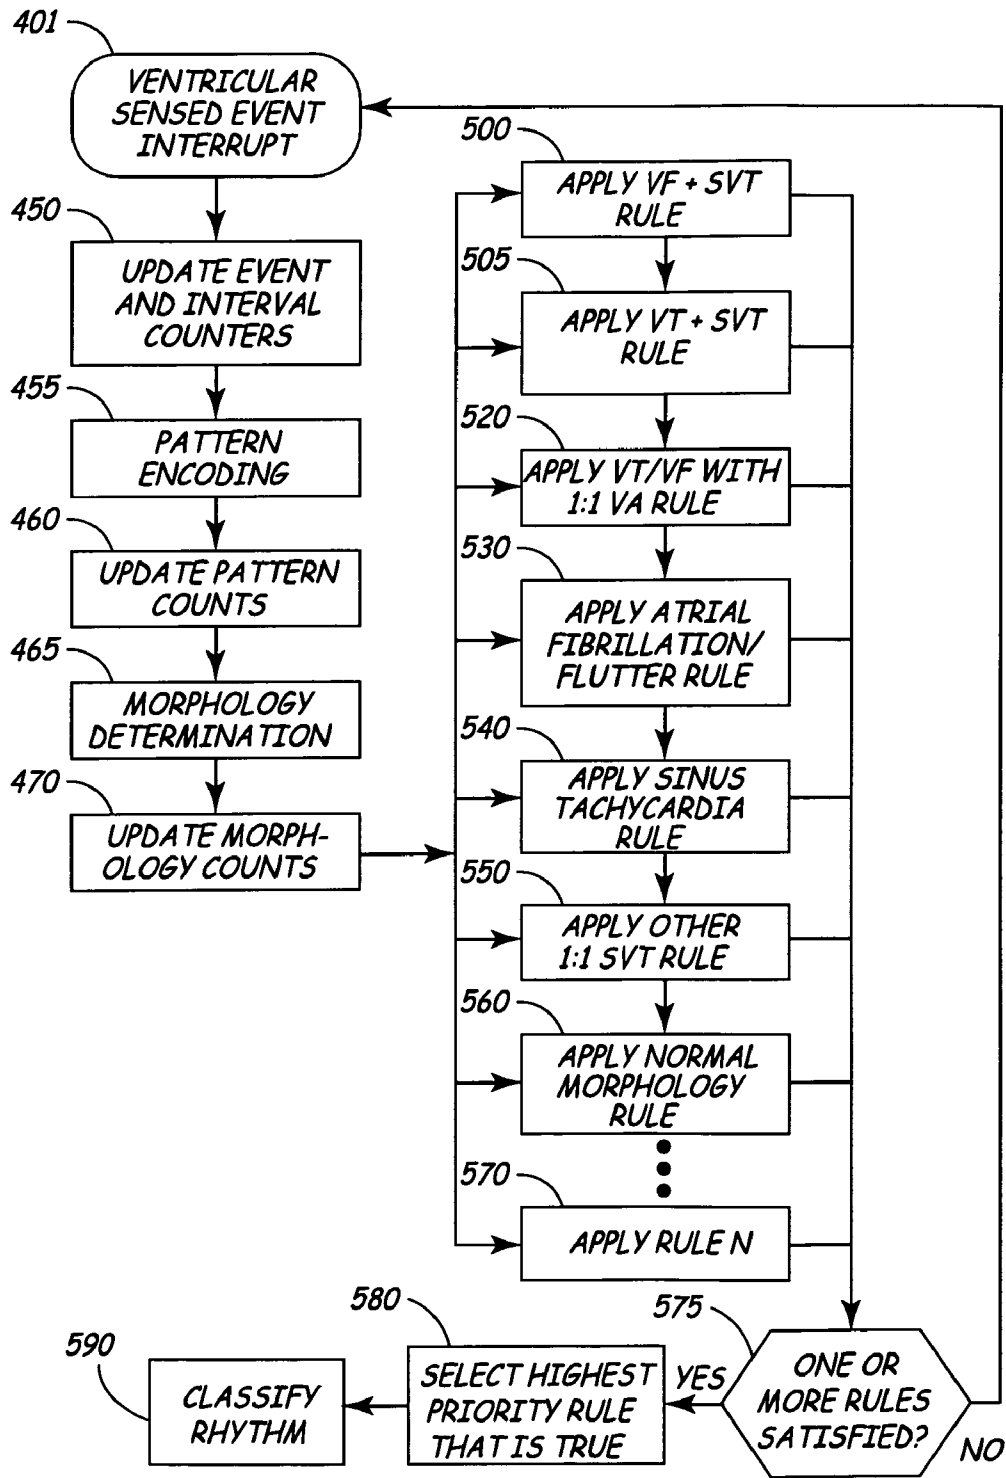 401
VENTRICULAR
SENSED EVENT
INTERRUPT
450
UPDATE EVENT
AND INTERVAL
COUNTERS
455
PATTERN
ENCODING
460
UPDATE PATTERN
COUNTS
465
MORPHOLOGY
DETERMINATION
470
UPDATE MORPH-
OLOGY COUNTS
500
APPLY VF + SVT
RULE
505
APPLY VT + SVT
RULE
520
APPLY VT/VF WITH
1:1 VA RULE
530
APPLY ATRIAL
FIBRILLATION/
FLUTTER RULE
540
APPLY SINUS
TACHYCARDIA
RULE
550
APPLY OTHER
1:1 SVT RULE
560
APPLY NORMAL
MORPHOLOGY
RULE
570
APPLY RULE N
575
ONE OR
MORE RULES
SATISFIED?
NO
YES
580
SELECT HIGHEST
PRIORITY RULE
THAT IS TRUE
590
CLASSIFY
RHYTHM